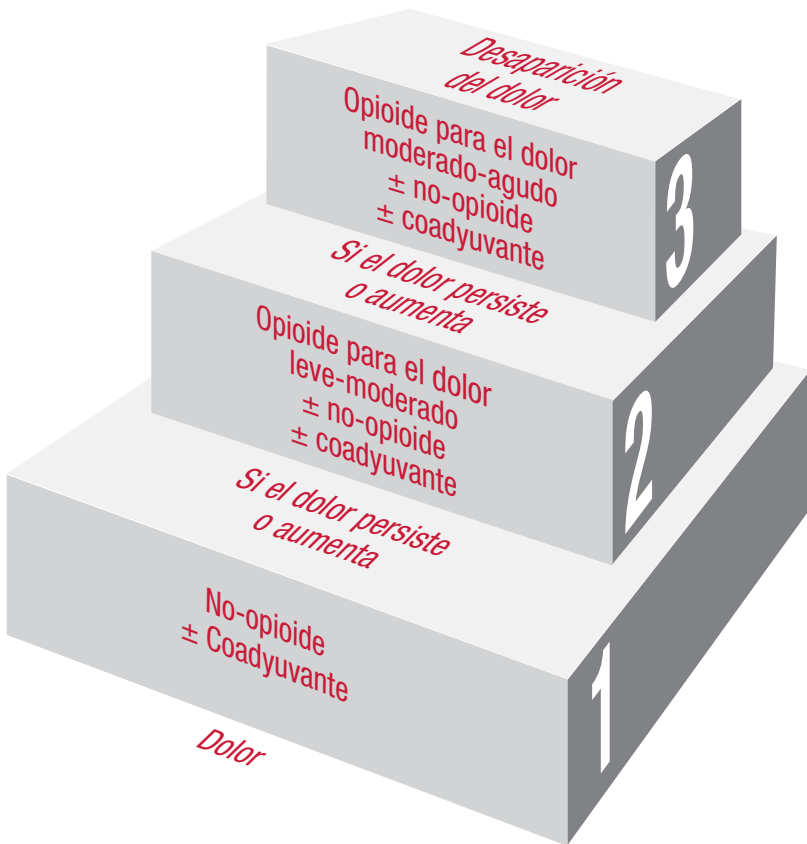 Desaparición
del dolor
Opioide para el dolor
moderado-agudo
± no-opioide
± coadyuvante
3
Si el dolor persiste
o aumenta
Opioide para el dolor
leve-moderado
± no-opioide
± coadyuvante
2
Si el dolor persiste
o aumenta
No-opioide
± Coadyuvante
1
Dolor